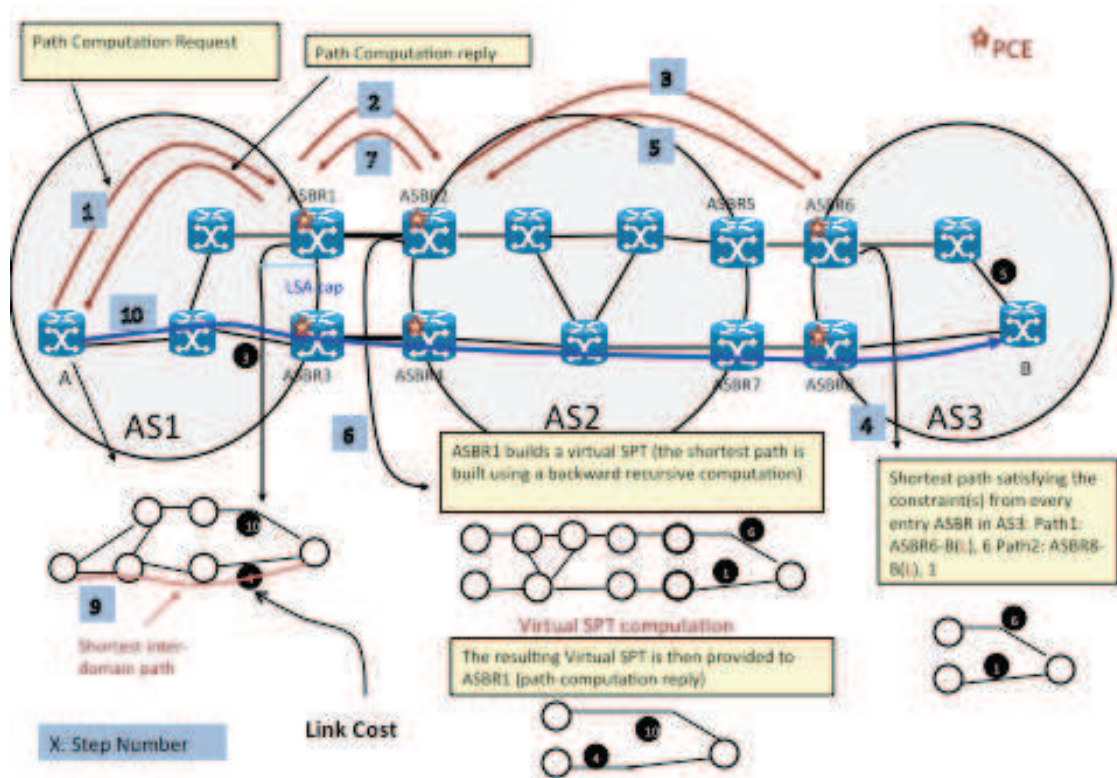 Path Computation Request
Path Computation reply
PCE
2
3
7
5
1
ASBR1
ASBR2
ASBR5
ASBR6
5
10
3
A
ASBR3
ASBR7
B
AS1
6
AS2
4
AS3
ASBR1 builds a virtual SPT (the shortest path is
built using a backward recursive computation)
Shortest path satisfying the
constraint(s) from every
entry ASBR in AS3: Path1:
ASBR6-B(L), 6 Path2: ASBR8-
B(L), 1
10
6
1
9
Shortest inter-
domain path
Virtual SPT computation
The resulting Virtual SPT is then provided to
ASBR1 (path computation reply)
6
1
X: Step Number
Link Cost
10
4